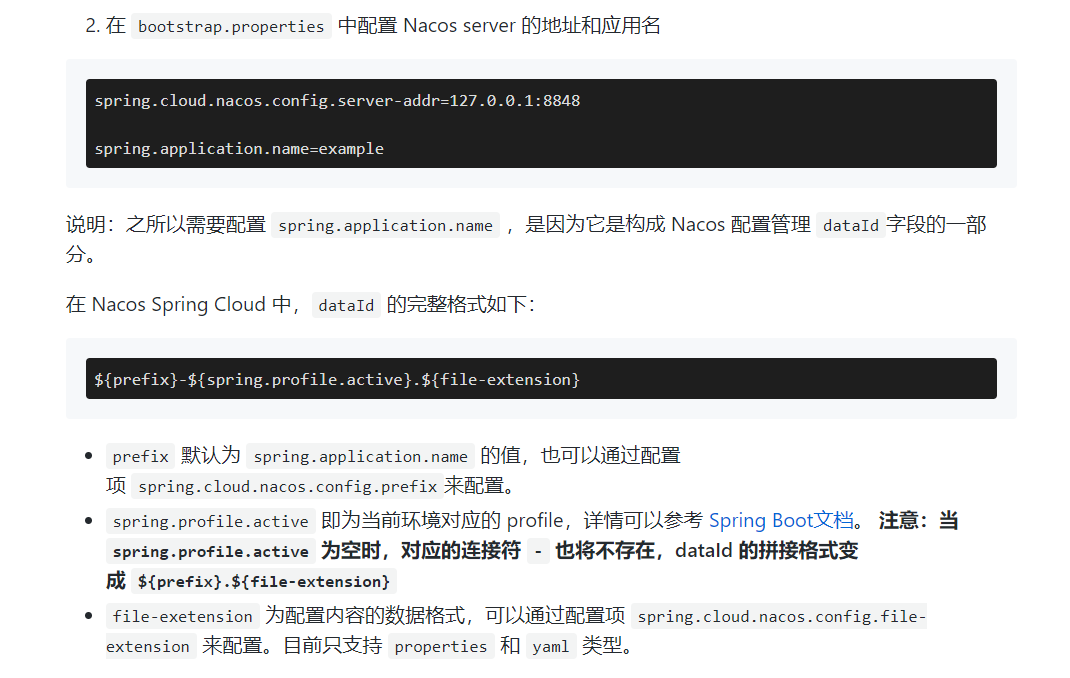 2. 在 bootstrap.properties 中配置 Nacos server 的地址和应用名
spring.cloud.nacos.config.server-addr=127.0.0.1:8848
spring.application.name=example
说明：之所以需要配置 spring.application.name ，是因为它是构成 Nacos 配置管理 dataId 字段的一部
分。
在 Nacos Spring Cloud 中，dataId 的完整格式如下：
${prefix}-${spring.profile.active}.${file-extension}
• prefix 默认为 spring.application.name 的值，也可以通过配置
项 spring.cloud.nacos.config.prefix 来配置。
• spring.profile.active 即为当前环境对应的 profile，详情可以参考 Spring Boot文档。 注意：当
spring.profile.active 为空时，对应的连接符 - 也将不存在，dataId 的拼接格式变
成 ${prefix}.${file-extension}
• file-exetension 为配置内容的数据格式，可以通过配置项 spring.cloud.nacos.config.file-
extension 来配置。目前只支持 properties 和 yaml 类型。